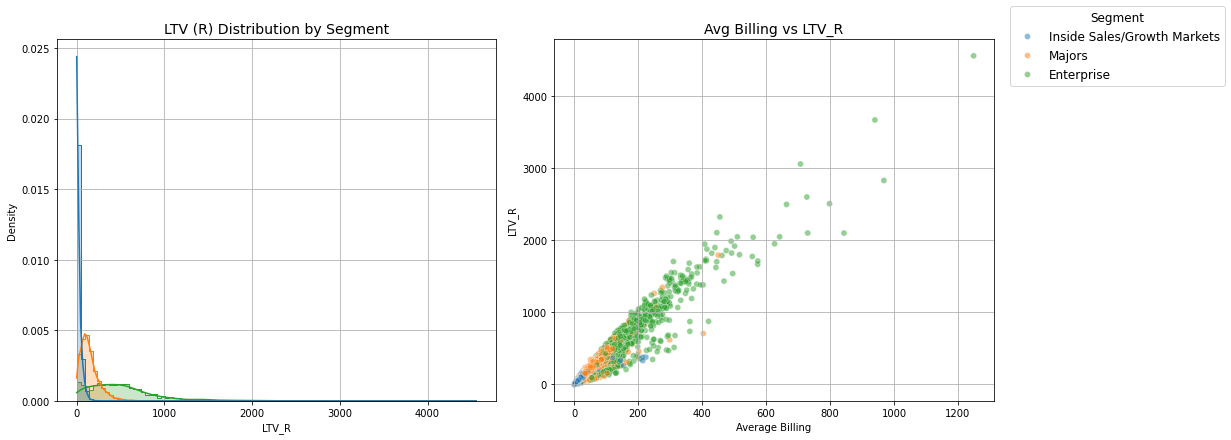 LTV (R) Distribution by Segment
0.025
0.020
0.015
0.010
0.005
0.000
Density
0
1000
2000
3000
4000
LTV_R
Avg Billing vs LTV_R
4000
3000
2000
1000
0
LTV_R
0
200
400
600
800
1000
1200
Average Billing
Segment
Inside Sales/Growth Markets
Majors
Enterprise